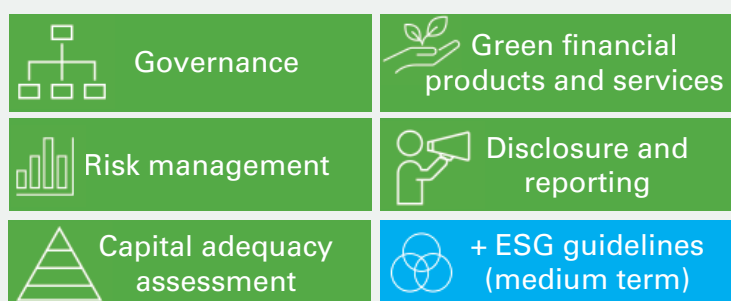 Governance
Green financial
products and services
Risk management
Disclosure and
reporting
Capital adequacy
assessment
+ ESG guidelines
(medium term)